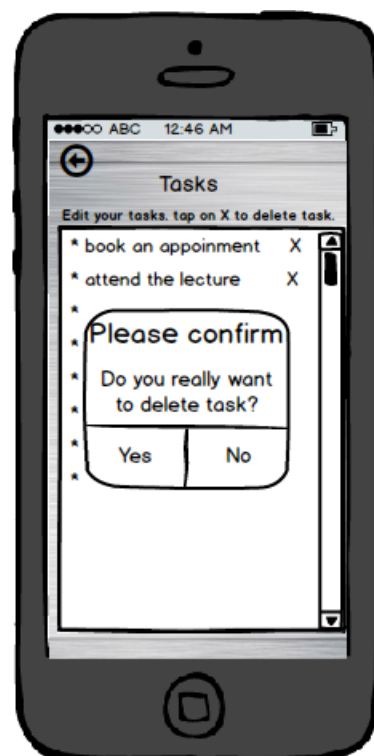 ABC 12:46 AM
Tasks
Edit your tasks. tap on X to delete task.
* book an appoinment X
* attend the lecture X
*
*
*
*
*
*
Please confirm
Do you really want
to delete task?
Yes No